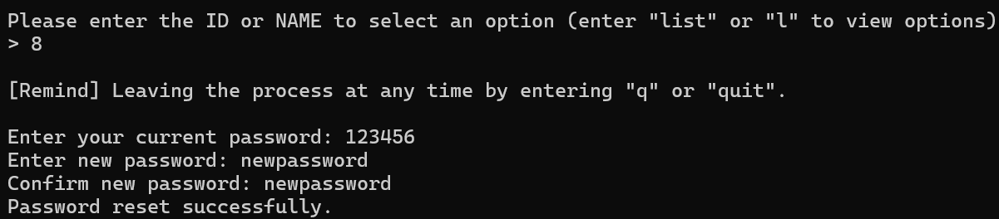 Please enter the ID or NAME to select an option (enter "list" or "l" to view options)
> 8
[Remind] Leaving the process at any time by entering "q" or "quit".
Enter your current password: 123456
Enter new password: newpassword
Confirm new password: newpassword
Password reset successfully.